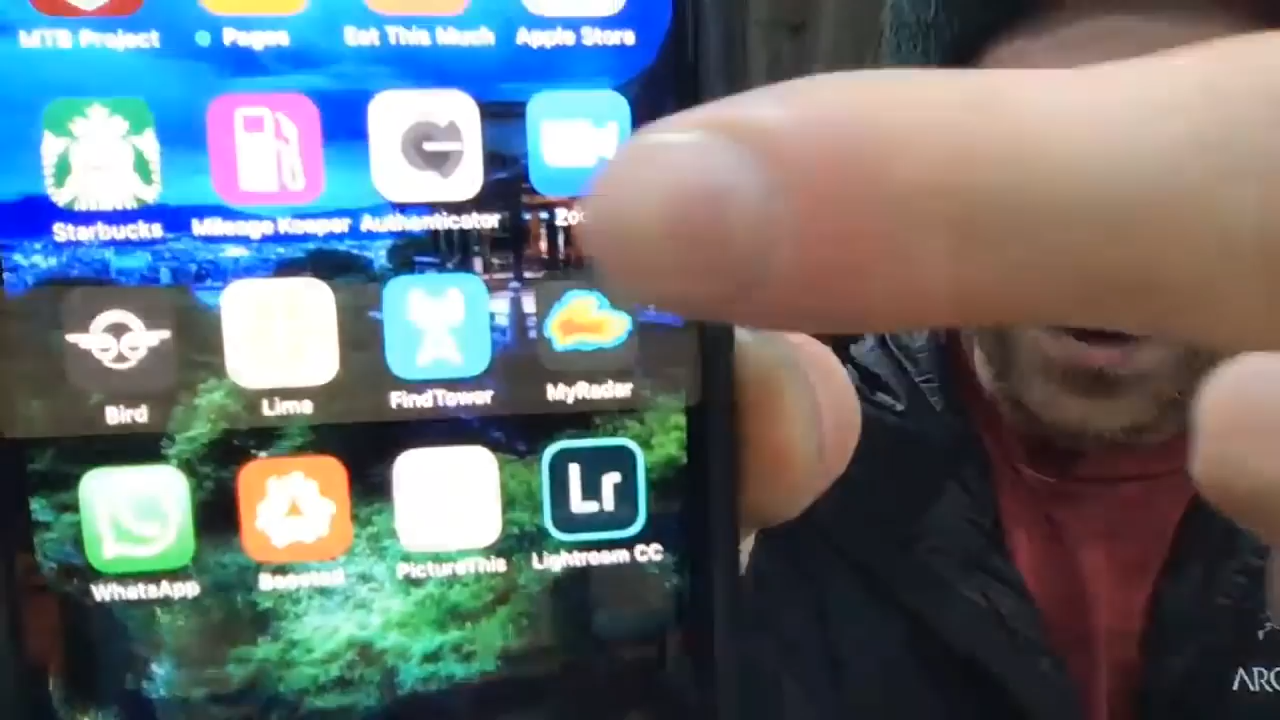 MTB Project Pages Eat This Much Apple Store
Starbucks Mileage Keeper Authenticator
Bird Lime FindTower MyRadar
Lr
WhatsApp Boosted PictureThis Lightroom CC